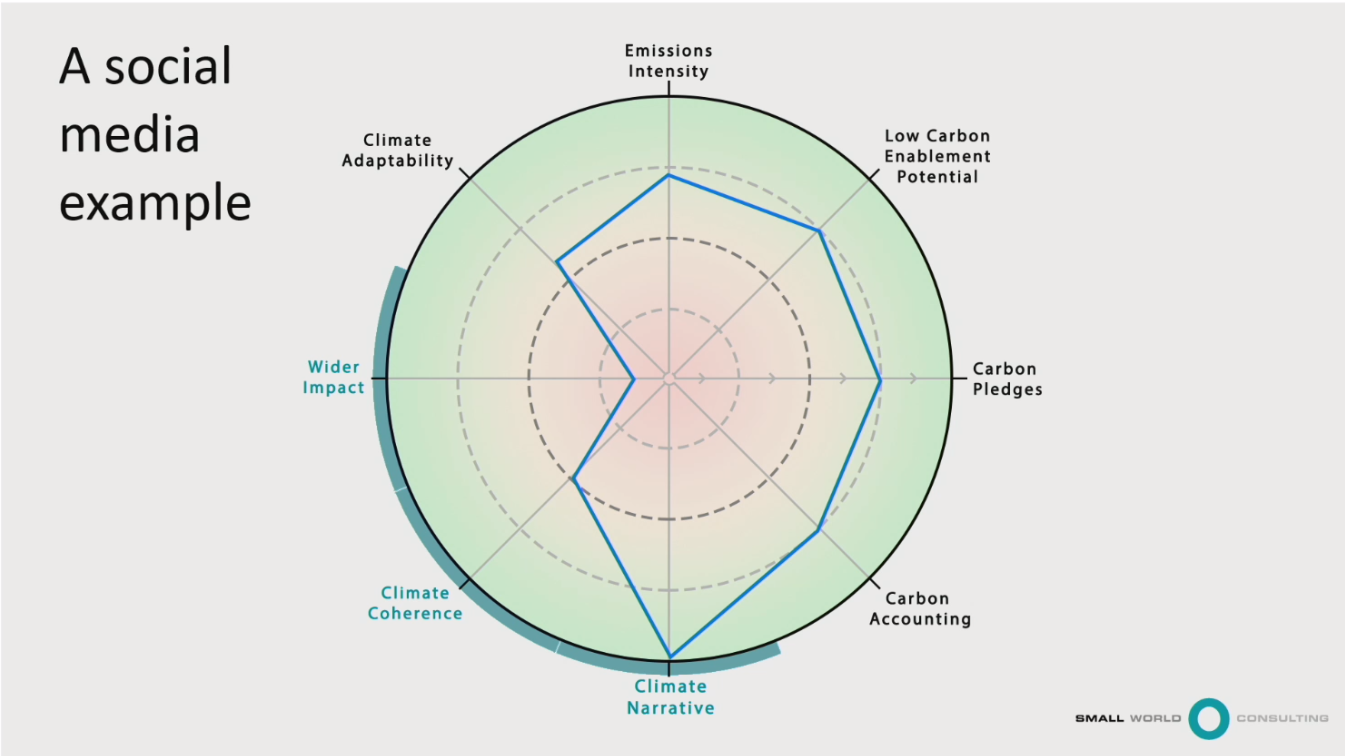 A social
media
example
Emissions
Intensity
Low Carbon
Enablement
Potential
Carbon
Pledges
Carbon
Accounting
Climate
Narrative
Climate
Coherence
Wider
Impact
Climate
Adaptability
SMALL WORLD CONSULTING